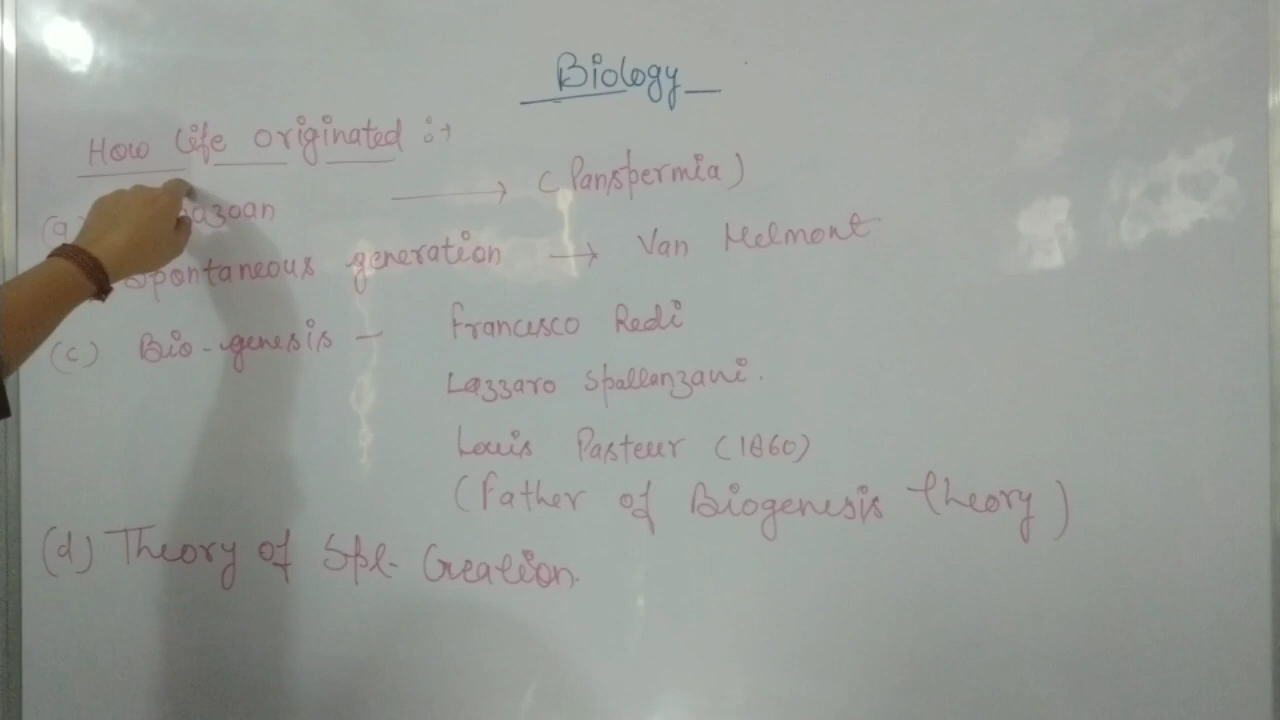 Biology
How life originated :→
(a) azoan → (Panspermia)
Spontaneous generation → Van Helmont
(c) Bio-genesis - Francesco Redi
Lazzaro Spallanzani.
Louis Pasteur (1860)
(Father of Biogenesis theory)
(d) Theory of Spl- Creation.